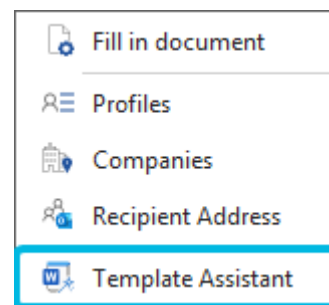 Fill in document
Profiles
Companies
Recipient Address
Template Assistant